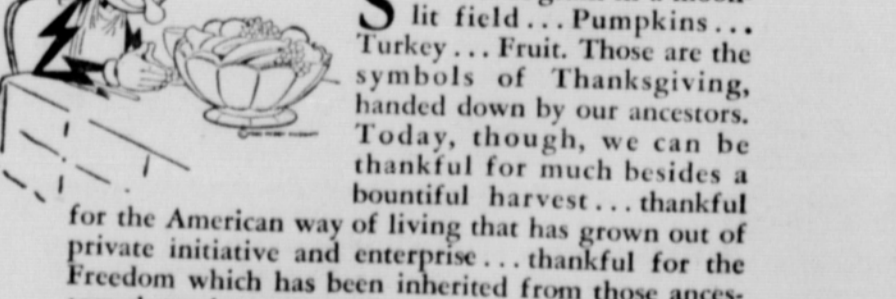 S lit field...Pumpkins...
Turkey...Fruit. Those are the
symbols of Thanksgiving,
handed down by our ancestors.
Today, though, we can be
thankful for much besides a
bountiful harvest...thankful
for the American way of living that has grown out of
private initiative and enterprise...thankful for the
Freedom which has been inherited from those ances-